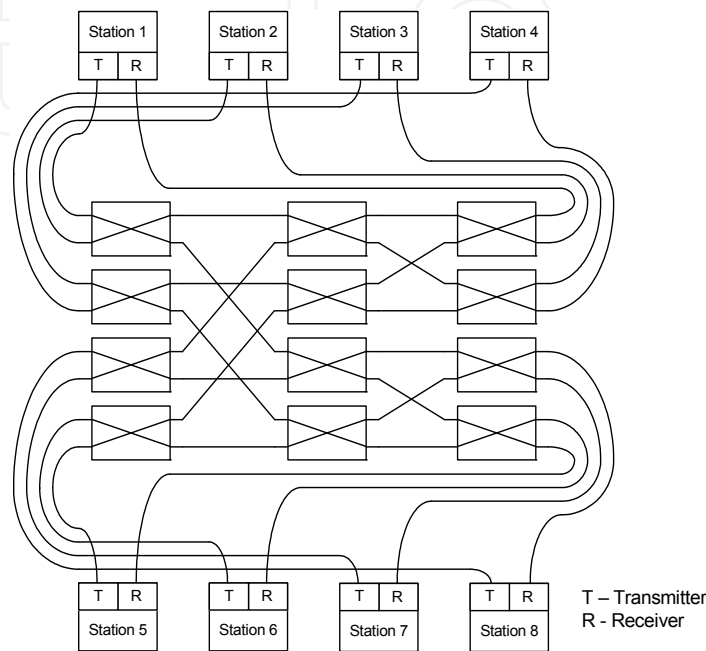 Station 1 Station 2 Station 3 Station 4
T R T R T R T R
T R T R T R T R
Station 5 Station 6 Station 7 Station 8
T – Transmitter
R - Receiver